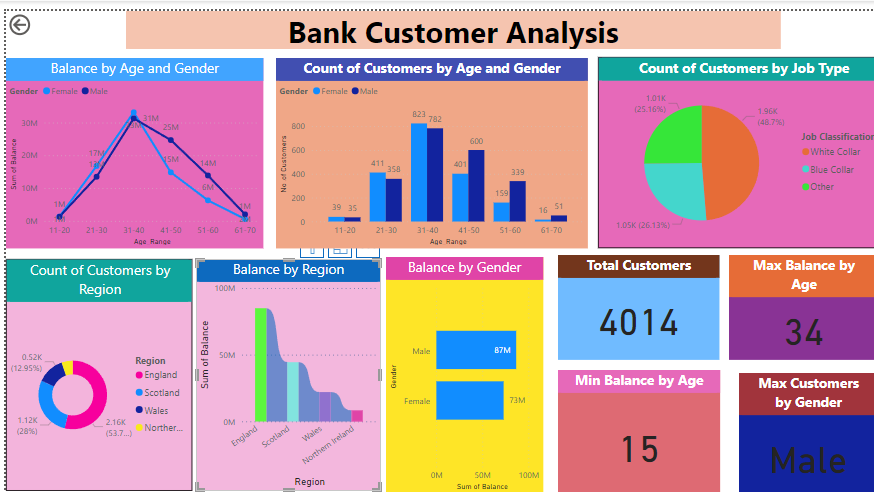 Bank Customer Analysis
Balance by Age and Gender
Gender Female Male
30M
20M
10M
0M
Sum of Balance
1M
17M
31M
25M
15M
14M
6M
1M
11-20 21-30 31-40 41-50 51-60 61-70
Age Range
Count of Customers by Age and Gender
Gender Female Male
800
600
400
200
0
No of Customers
39 35
411 358
823 782
401 600
159 339
16 51
11-20 21-30 31-40 41-50 51-60 61-70
Age Range
Count of Customers by Job Type
1.01K
(25.16%)
1.96K
(48.7%)
1.05K (26.13%)
Job Classification
White Collar
Blue Collar
Other
Count of Customers by
Region
0.52K
(12.95%)
1.12K
(28%)
2.16K
(53.7...)
Region
England
Scotland
Wales
Norther...
Balance by Region
100M
50M
0M
Sum of Balance
England
Scotland
Wales
Northern Ireland
Region
Balance by Gender
Gender
Male 87M
Female 73M
0M 50M 100M
Sum of Balance
Total Customers
4014
Max Balance by
Age
34
Min Balance by Age
15
Max Customers
by Gender
Male